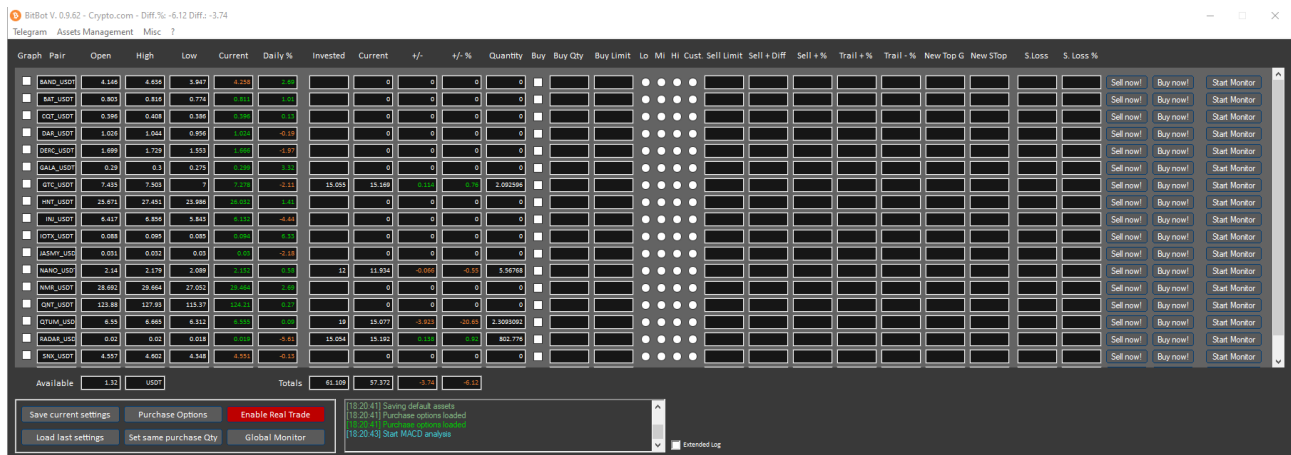 BitBot V. 0.9.62 - Crypto.com - Diff.%: -6.12 Diff.: -3.74
Telegram Assets Management Misc ?
Graph Pair Open High Low Current Daily % Invested Current +/- +/- % Quantity Buy Buy Qty Buy Limit Lo Mi Hi Cust. Sell Limit Sell + Diff Sell + % Trail + % Trail - % New Top G New STop S.Loss S. Loss %
BAND_USDT 4.146 4.636 3.947 4.258 2.69 0 0 0 0 Sell now! Buy now! Start Monitor
BAT_USDT 0.803 0.816 0.774 0.811 1.01 0 0 0 0 Sell now! Buy now! Start Monitor
CQT_USDT 0.396 0.408 0.386 0.396 0.13 0 0 0 0 Sell now! Buy now! Start Monitor
DAR_USDT 1.026 1.044 0.956 1.024 -0.19 0 0 0 0 Sell now! Buy now! Start Monitor
DERC_USDT 1.699 1.729 1.553 1.666 -1.97 0 0 0 0 Sell now! Buy now! Start Monitor
GALA_USDT 0.29 0.3 0.275 0.299 3.32 0 0 0 0 Sell now! Buy now! Start Monitor
GTC_USDT 7.435 7.503 7 7.278 -2.11 15.055 15.169 0.114 0.76 2.092596 Sell now! Buy now! Start Monitor
HNT_USDT 25.671 27.451 23.986 26.032 1.41 0 0 0 0 Sell now! Buy now! Start Monitor
INJ_USDT 6.417 6.856 5.843 6.132 -4.44 0 0 0 0 Sell now! Buy now! Start Monitor
IOTX_USDT 0.088 0.095 0.085 0.094 6.53 0 0 0 0 Sell now! Buy now! Start Monitor
JASMY_USD 0.031 0.032 0.03 0.03 -2.18 0 0 0 0 Sell now! Buy now! Start Monitor
NANO_USDT 2.14 2.179 2.089 2.152 0.58 12 11.934 -0.066 -0.55 5.56768 Sell now! Buy now! Start Monitor
NMR_USDT 28.692 29.664 27.052 29.464 2.69 0 0 0 0 Sell now! Buy now! Start Monitor
QNT_USDT 123.88 127.93 115.37 124.21 0.27 0 0 0 0 Sell now! Buy now! Start Monitor
QTUM_USD 6.55 6.665 6.312 6.555 0.09 19 15.077 -3.923 -20.65 2.3093092 Sell now! Buy now! Start Monitor
RADAR_USD 0.02 0.02 0.018 0.019 -3.61 15.054 15.192 0.138 0.92 802.776 Sell now! Buy now! Start Monitor
SNX_USDT 4.557 4.602 4.348 4.551 -0.13 0 0 0 0 Sell now! Buy now! Start Monitor
Available 1.32 USDT Totals 61.109 57.372 -3.74 -6.12
Save current settings Purchase Options Enable Real Trade
Load last settings Set same purchase Qty Global Monitor
[18:20:41] Saving default assets
[18:20:41] Purchase options loaded
[18:20:41] Purchase options loaded
[18:20:43] Start MACD analysis
Extended Log